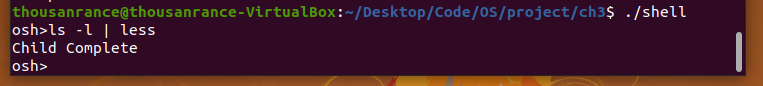 thousanrance@thousanrance-VirtualBox:~/Desktop/Code/OS/project/ch3$ ./shell
osh>ls -l | less
Child Complete
osh>